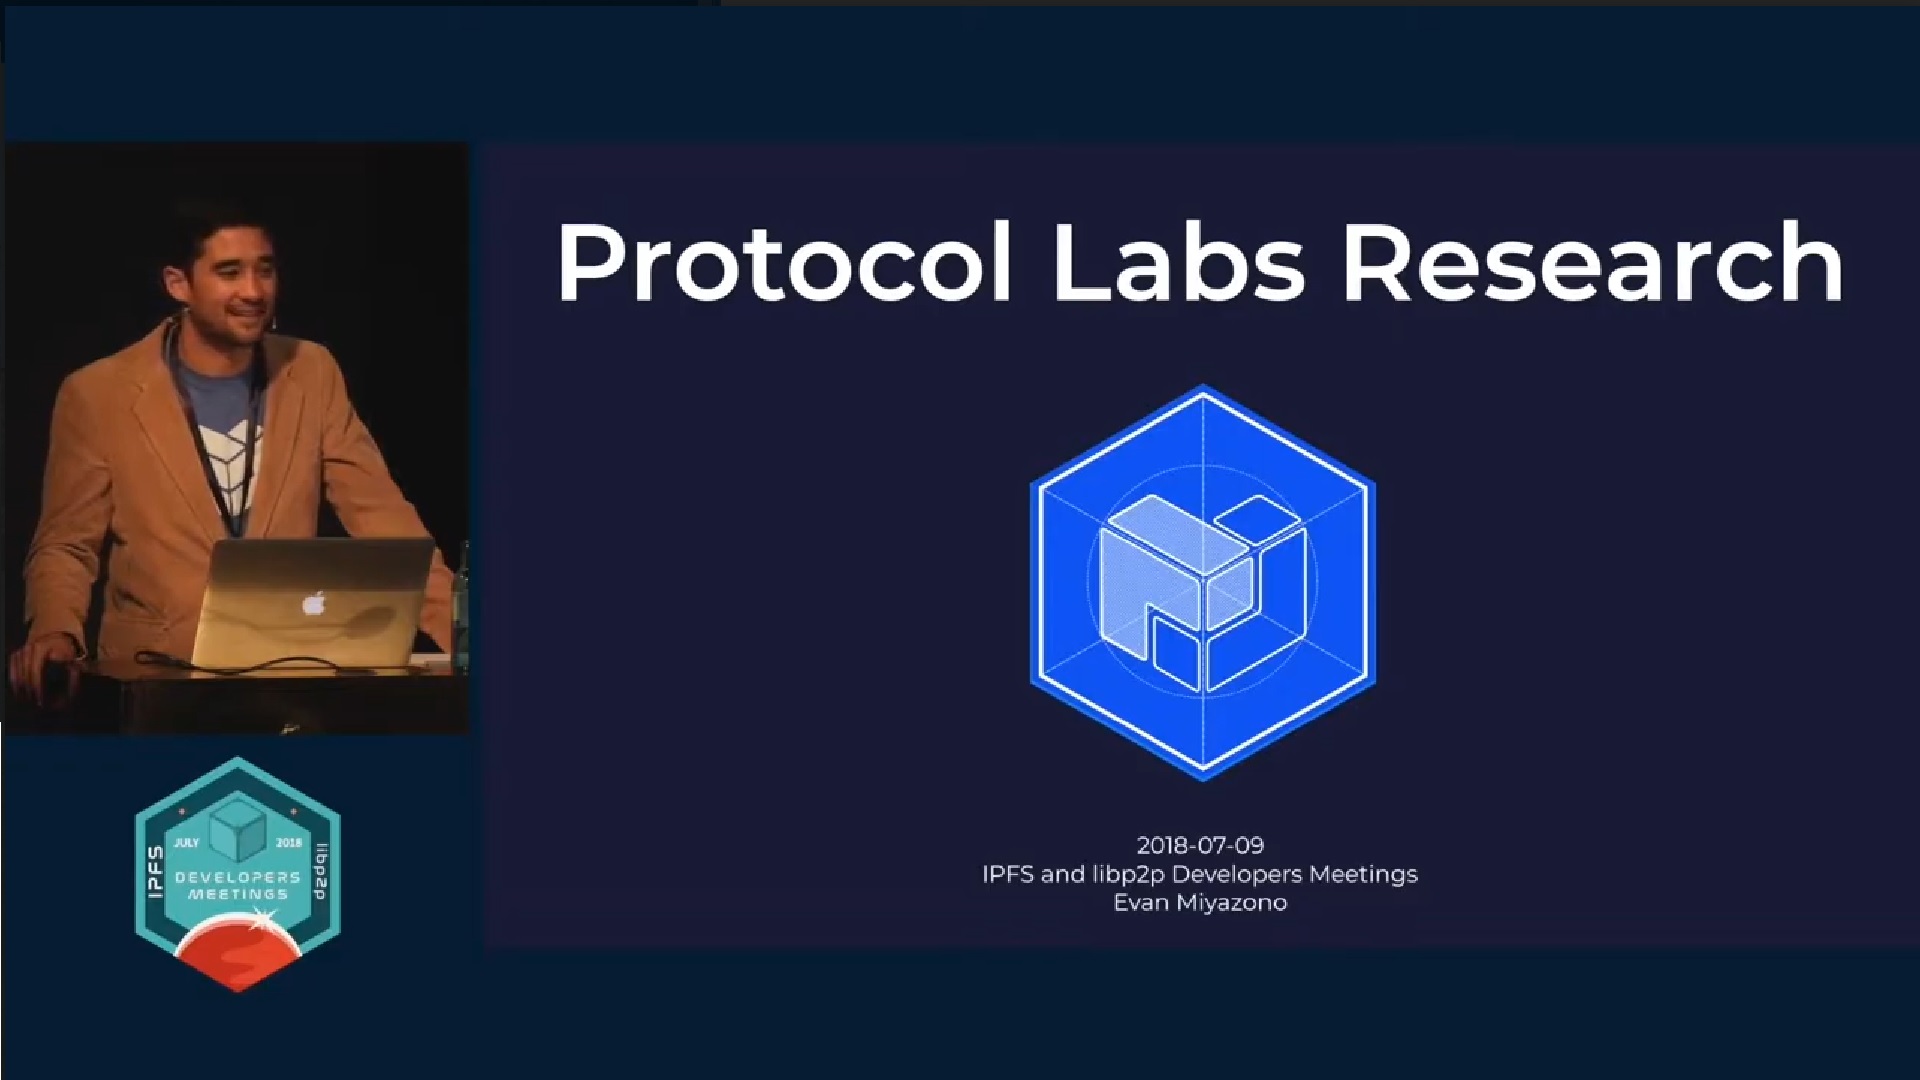 Protocol Labs Research
2018-07-09
IPFS and libp2p Developers Meetings
Evan Miyazono
IPFS
JULY
2018
libp2p
DEVELOPERS
MEETINGS